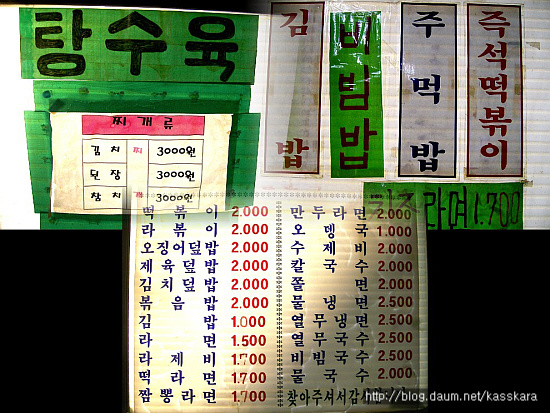 탕수육
김밥
비빔밥
주먹밥
즉석떡볶이
찌개류
김치찌 3000원
된장 3000원
참치 3000원
라며1.700
떡볶이 2.000
라볶이 2.000
오징어덮밥 2.000
제육덮밥 2.000
김치덮밥 2.000
볶음밥 2.000
김밥 1.000
라면 1.500
라제비 1.700
떡라면 1.700
짬뽕라면 1.700
만두라면 2.000
오뎅국 1.000
수제비 2.000
칼국수 2.000
쫄면 2.000
물냉면 2.500
열무냉면 2.500
열무국수 2.500
비빔국수 2.500
물국수 2.000
찾아주셔서감
http://blog.daum.net/kasskara